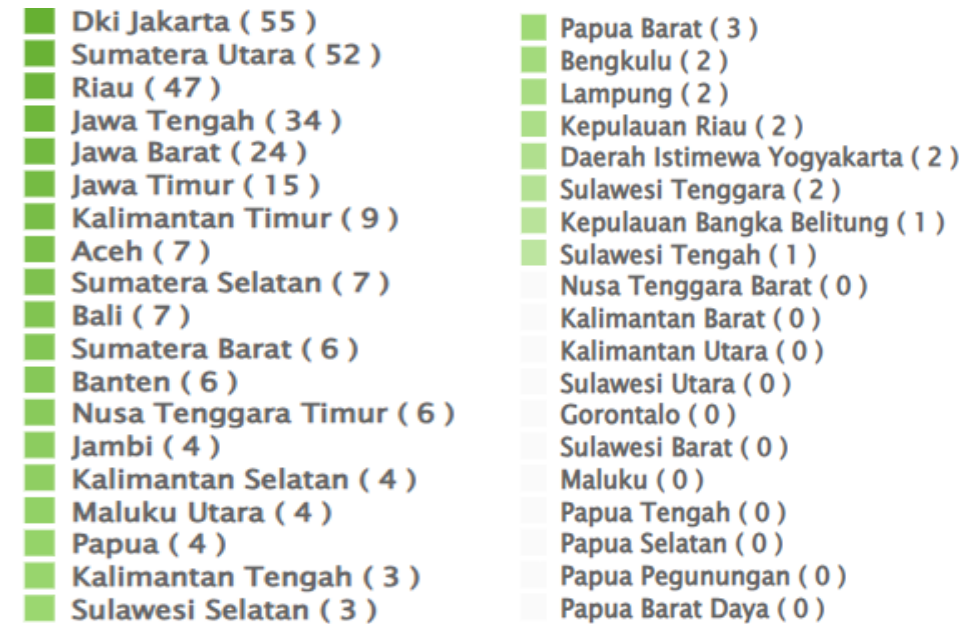 Dki Jakarta ( 55 )
Sumatera Utara ( 52 )
Riau ( 47 )
Jawa Tengah ( 34 )
Jawa Barat ( 24 )
Jawa Timur ( 15 )
Kalimantan Timur ( 9 )
Aceh ( 7 )
Sumatera Selatan ( 7 )
Bali ( 7 )
Sumatera Barat ( 6 )
Banten ( 6 )
Nusa Tenggara Timur ( 6 )
Jambi ( 4 )
Kalimantan Selatan ( 4 )
Maluku Utara ( 4 )
Papua ( 4 )
Kalimantan Tengah ( 3 )
Sulawesi Selatan ( 3 )
Papua Barat ( 3 )
Bengkulu ( 2 )
Lampung ( 2 )
Kepulauan Riau ( 2 )
Daerah Istimewa Yogyakarta ( 2 )
Sulawesi Tenggara ( 2 )
Kepulauan Bangka Belitung ( 1 )
Sulawesi Tengah ( 1 )
Nusa Tenggara Barat ( 0 )
Kalimantan Barat ( 0 )
Kalimantan Utara ( 0 )
Sulawesi Utara ( 0 )
Gorontalo ( 0 )
Sulawesi Barat ( 0 )
Maluku ( 0 )
Papua Tengah ( 0 )
Papua Selatan ( 0 )
Papua Pegunungan ( 0 )
Papua Barat Daya ( 0 )